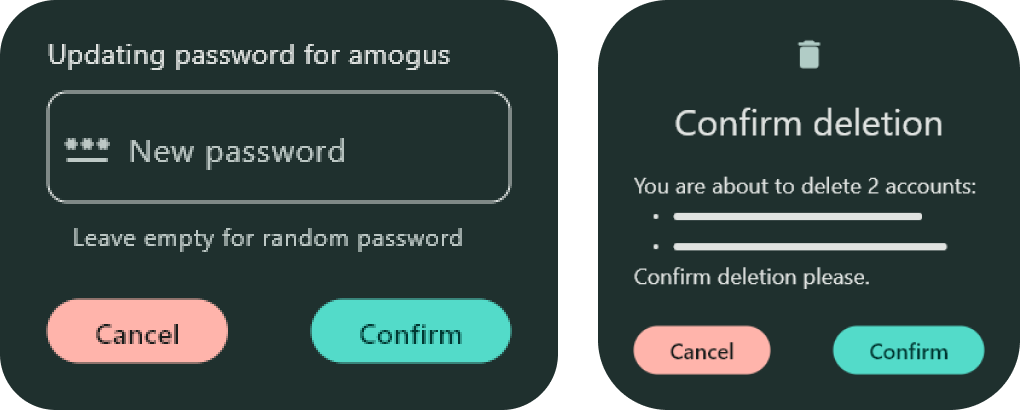 Updating password for amogus
*** New password
Leave empty for random password
Cancel Confirm
Confirm deletion
You are about to delete 2 accounts:
•
•
Confirm deletion please.
Cancel Confirm